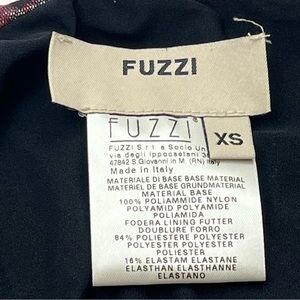 FUZZI
FUZZI
XS
FUZZI S.r.l a Socio Un
via degli Ippocastani
47842 S.Giovanni in M. (RN) Italy
Made in Italy
MATERIALE DI BASE BASE MATERIAL
MATERIEL DE BASE GRUNDMATERIAL
MATERIAL BASE
100% POLIAMMIDE NYLON
POLYAMID POLYAMIDE
POLIAMIDA
FODERA LINING FUTTER
DOUBLURE FORRO
84% POLIESTERE POLYESTER
POLYESTER POLYESTER
POLIESTER
16% ELASTAM ELASTANE
ELASTHAN ELASTHANNE
ELASTANO